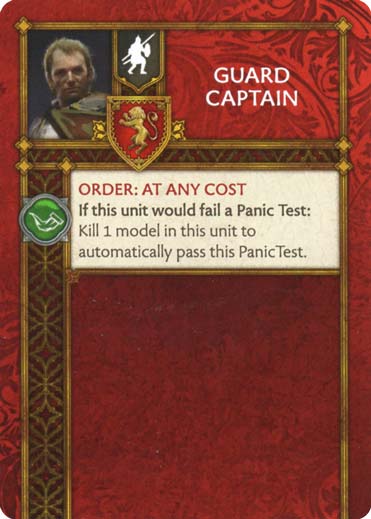 GUARD
CAPTAIN
ORDER: AT ANY COST
If this unit would fail a Panic Test:
Kill 1 model in this unit to
automatically pass this PanicTest.